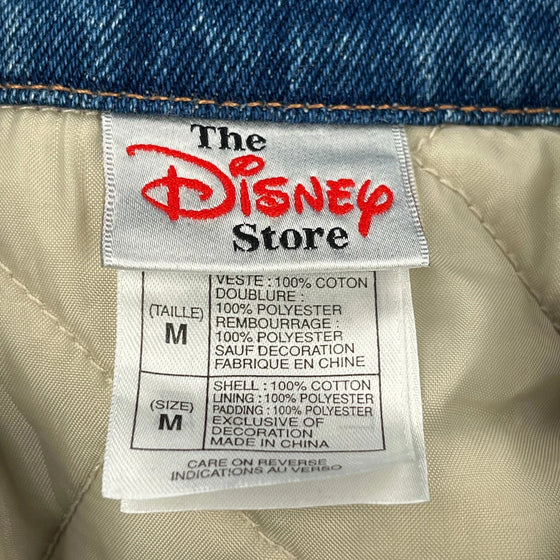 The
Disney
Store
(TAILLE)
M
VESTE : 100% COTON
DOUBLURE :
100% POLYESTER
REMBOURRAGE :
100% POLYESTER
SAUF DECORATION
FABRIQUE EN CHINE
(SIZE)
M
SHELL : 100% COTTON
LINING : 100% POLYESTER
PADDING : 100% POLYESTER
EXCLUSIVE OF
DECORATION
MADE IN CHINA
CARE ON REVERSE
INDICATIONS AU VERSO